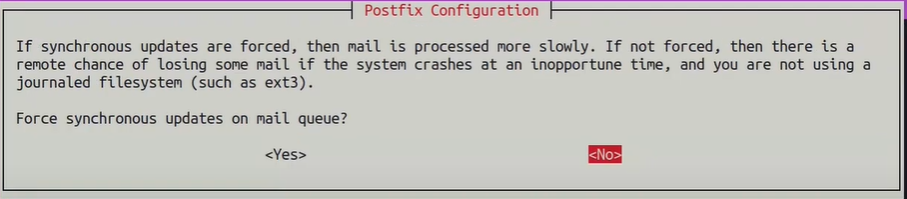 Postfix Configuration
If synchronous updates are forced, then mail is processed more slowly. If not forced, then there is a
remote chance of losing some mail if the system crashes at an inopportune time, and you are not using a
journaled filesystem (such as ext3).
Force synchronous updates on mail queue?
<Yes> <No>